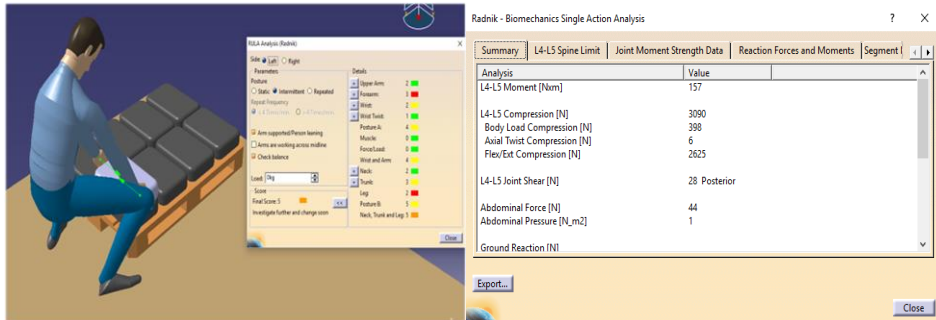 RULA Analysis (Radnik)
Side Left Right
Parameters
Posture
Static Intermittent Repeated
Repeat Frequency
Arm supported/Person leaning
Arms are working across midline
Check balance
Load: 0kg
Score
Final Score: 5
Investigate further and change soon
<<
Details
Upper Arm: 2
Forearm: 3
Wrist: 2
Wrist Twist: 1
Posture A: 4
Muscle: 0
Force/Load: 0
Wrist and Arm: 4
Neck: 2
Trunk: 3
Leg: 2
Posture B: 5
Neck, Trunk and Leg: 5
Close
Radnik - Biomechanics Single Action Analysis
Summary L4-L5 Spine Limit Joint Moment Strength Data Reaction Forces and Moments Segment
Analysis Value
L4-L5 Moment [Nxm] 157
L4-L5 Compression [N] 3090
Body Load Compression [N] 398
Axial Twist Compression [N] 6
Flex/Ext Compression [N] 2625
L4-L5 Joint Shear [N] 28 Posterior
Abdominal Force [N] 44
Abdominal Pressure [N_m2] 1
Ground Reaction [N]
Export...
Close